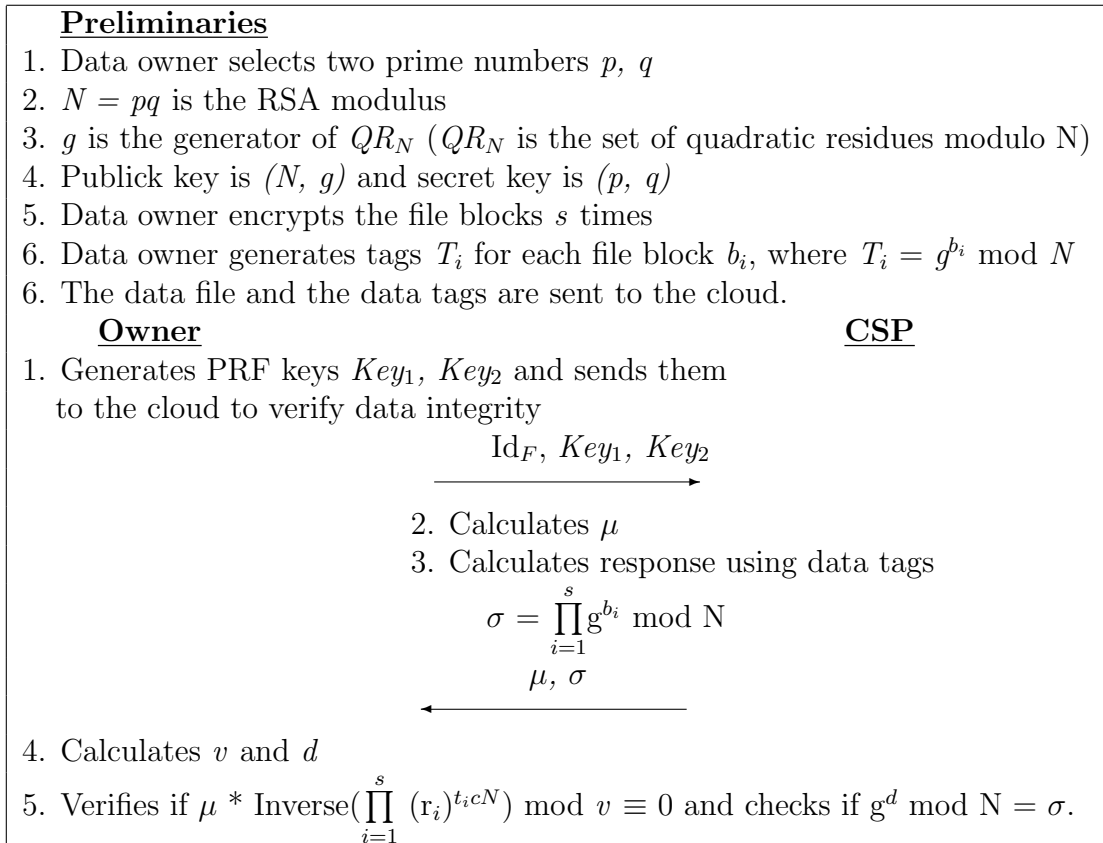 Preliminaries
1. Data owner selects two prime numbers p, q
2. N = pq is the RSA modulus
3. g is the generator of QR_N (QR_N is the set of quadratic residues modulo N)
4. Publick key is (N, g) and secret key is (p, q)
5. Data owner encrypts the file blocks s times
6. Data owner generates tags T_i for each file block b_i, where T_i = g^{b_i} mod N
6. The data file and the data tags are sent to the cloud.
Owner CSP
1. Generates PRF keys Key_1, Key_2 and sends them
to the cloud to verify data integrity
Id_F, Key_1, Key_2
2. Calculates μ
3. Calculates response using data tags
σ = ∏_{i=1}^{s} g^{b_i} mod N
μ, σ
4. Calculates v and d
5. Verifies if μ * Inverse(∏_{i=1}^{s} (r_i)^{t_i cN}) mod v ≡ 0 and checks if g^d mod N = σ.